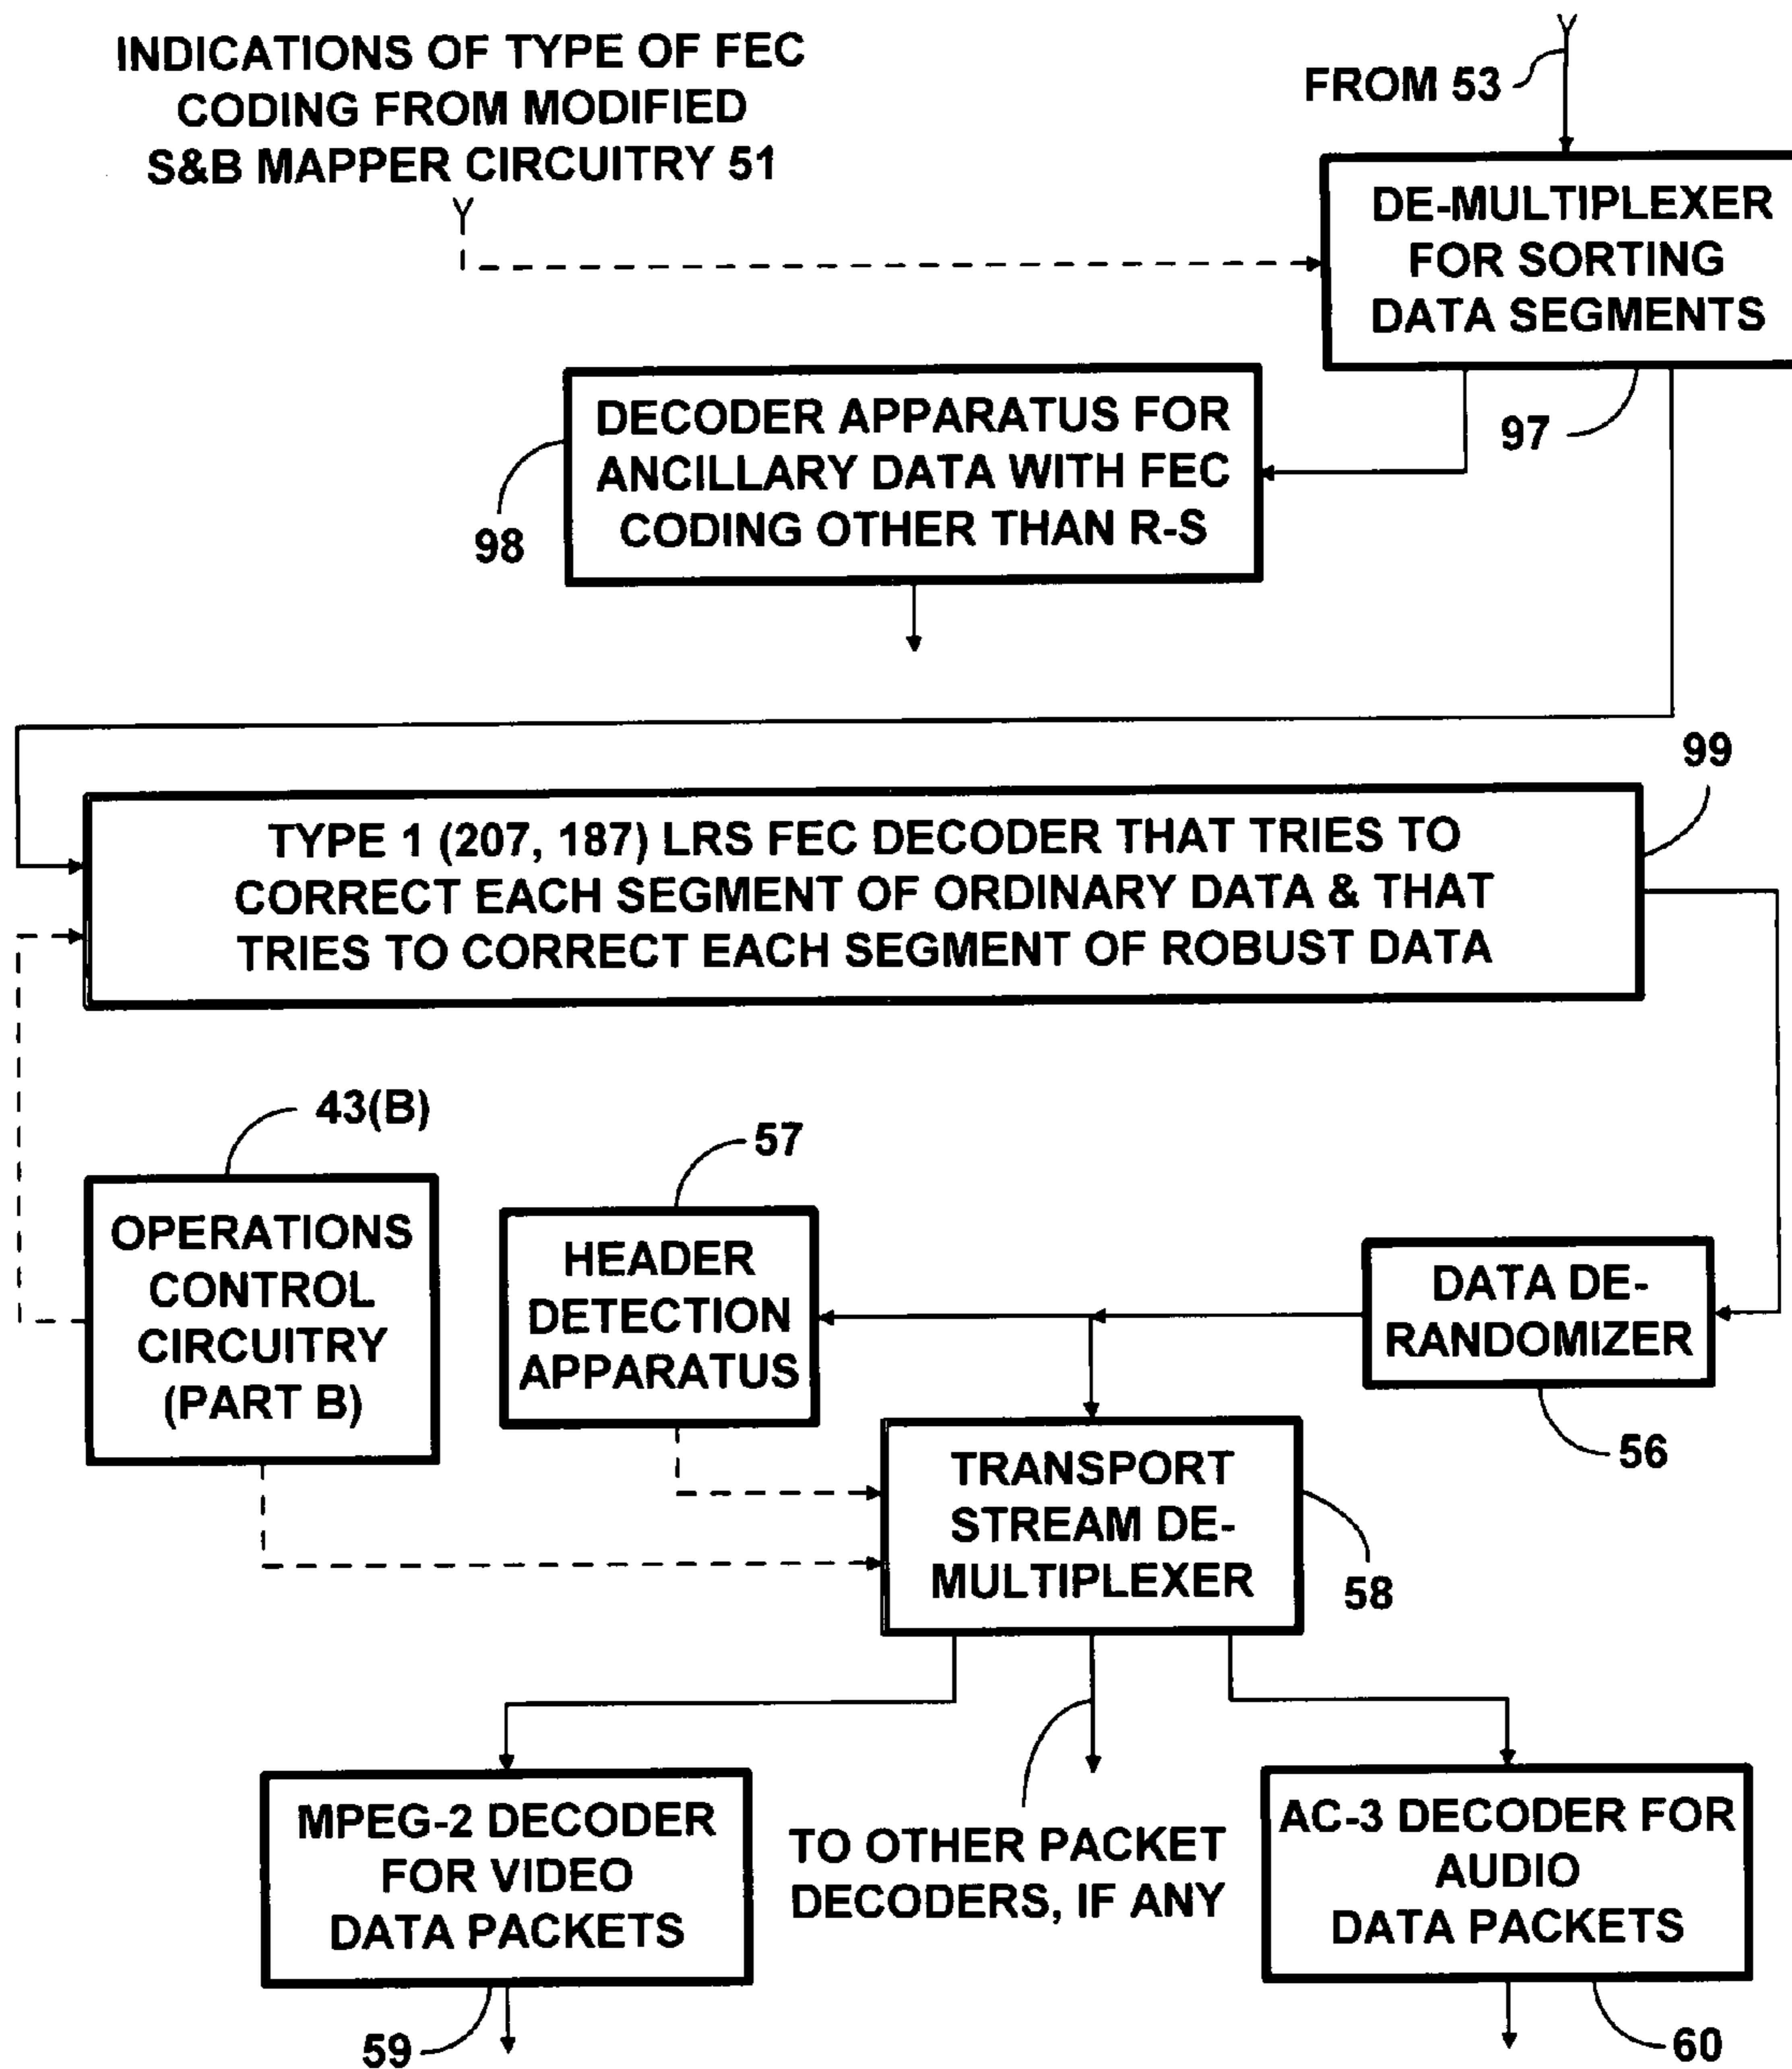 INDICATIONS OF TYPE OF FEC
CODING FROM MODIFIED
S&B MAPPER CIRCUITRY 51
FROM 53
DE-MULTIPLEXER
FOR SORTING
DATA SEGMENTS
97
DECODER APPARATUS FOR
ANCILLARY DATA WITH FEC
CODING OTHER THAN R-S
98
99
TYPE 1 (207, 187) LRS FEC DECODER THAT TRIES TO
CORRECT EACH SEGMENT OF ORDINARY DATA & THAT
TRIES TO CORRECT EACH SEGMENT OF ROBUST DATA
43(B)
OPERATIONS
CONTROL
CIRCUITRY
(PART B)
57
HEADER
DETECTION
APPARATUS
DATA DE-
RANDOMIZER
56
TRANSPORT
STREAM DE-
MULTIPLEXER
58
MPEG-2 DECODER
FOR VIDEO
DATA PACKETS
59
TO OTHER PACKET
DECODERS, IF ANY
AC-3 DECODER FOR
AUDIO
DATA PACKETS
60